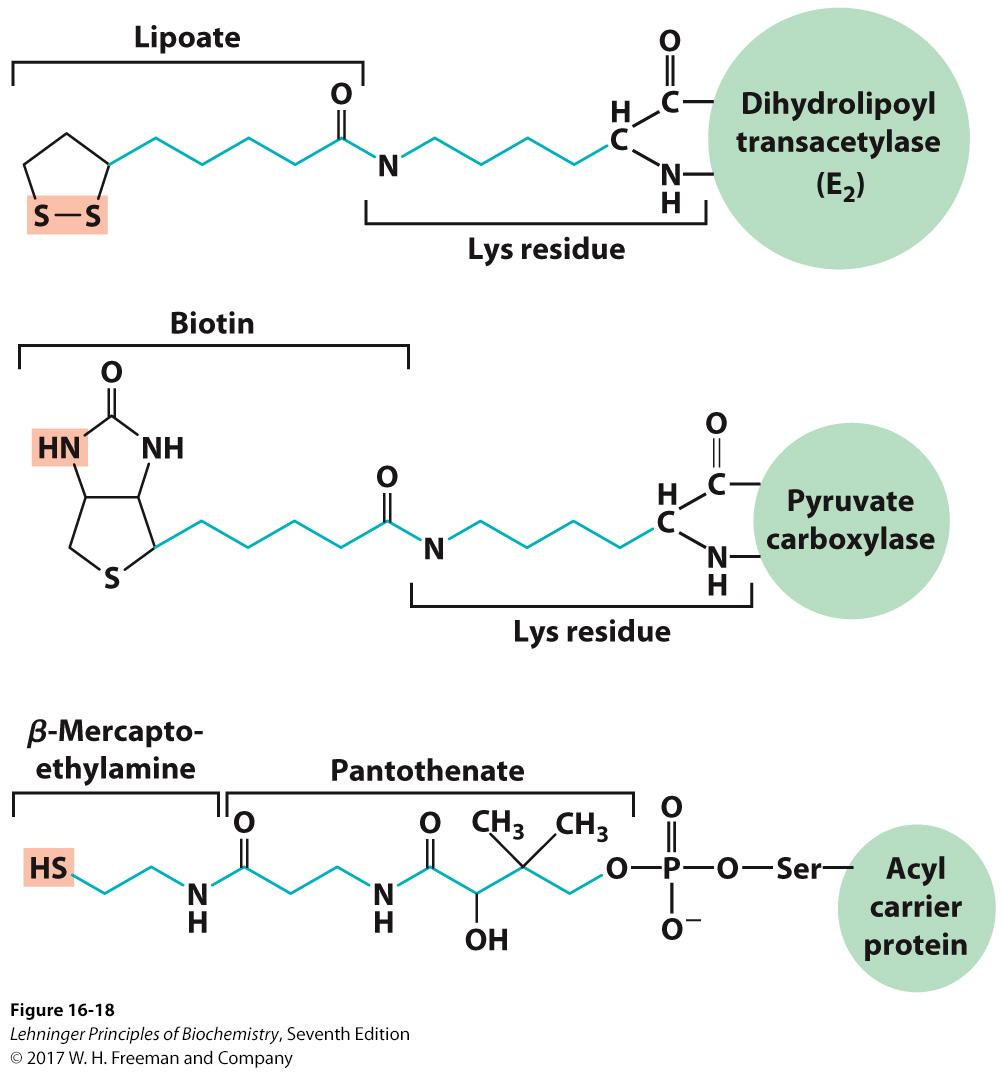 Lipoate
O
O
H
C
C
N
N
H
S—S
Dihydrolipoyl
transacetylase
(E2)
Lys residue
Biotin
O
HN
NH
S
O
N
O
H
C
C
N
H
Pyruvate
carboxylase
Lys residue
β-Mercapto-
ethylamine
Pantothenate
O
O
CH3
CH3
O
HS
N
H
N
H
OH
O—P—O—Ser
O−
Acyl
carrier
protein
Figure 16-18
Lehninger Principles of Biochemistry, Seventh Edition
© 2017 W. H. Freeman and Company